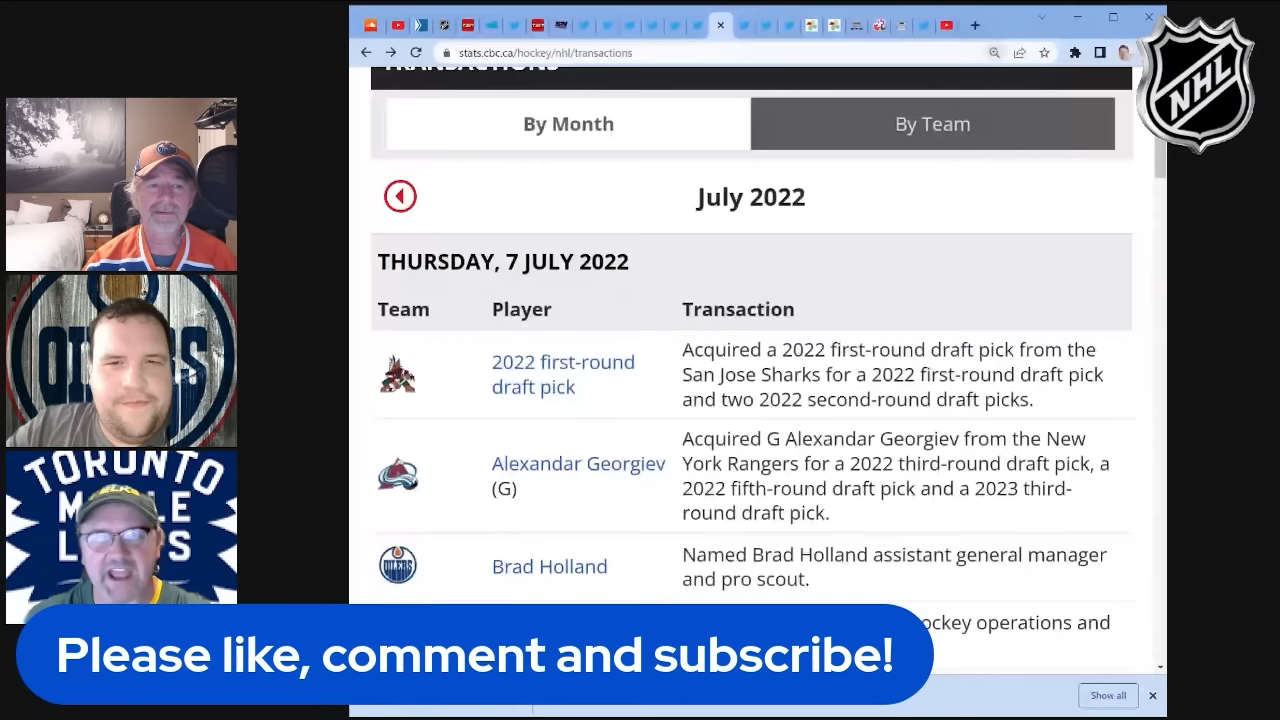 stats.cbc.ca/hockey/nhl/transactions
TRANSACTIONS
By Month
By Team
July 2022
THURSDAY, 7 JULY 2022
Team
Player
Transaction
2022 first-round
draft pick
Acquired a 2022 first-round draft pick from the
San Jose Sharks for a 2022 first-round draft pick
and two 2022 second-round draft picks.
Alexandar Georgiev
(G)
Acquired G Alexandar Georgiev from the New
York Rangers for a 2022 third-round draft pick, a
2022 fifth-round draft pick and a 2023 third-
round draft pick.
Brad Holland
Named Brad Holland assistant general manager
and pro scout.
ockey operations and
Show all
NHL
OILERS
TORONTO
MAPLE
LEAFS
Please like, comment and subscribe!